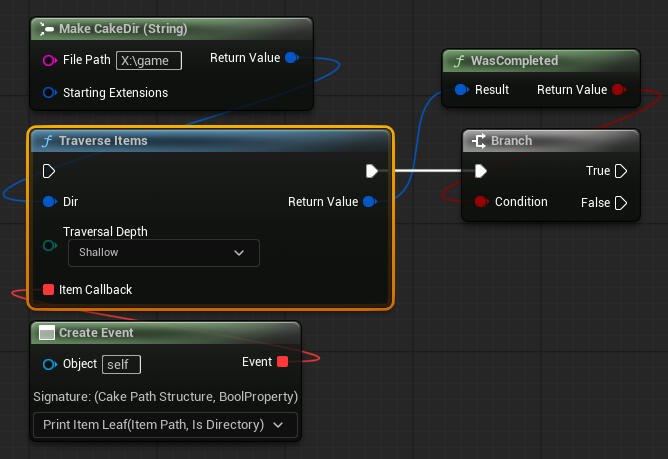 Make CakeDir (String)
File Path X:\game Return Value
Starting Extensions
f WasCompleted
Result Return Value
f Traverse Items
Dir Return Value
Traversal Depth
Shallow
Item Callback
Branch
True
Condition False
Create Event
Object self Event
Signature: (Cake Path Structure, BoolProperty)
Print Item Leaf(Item Path, Is Directory)